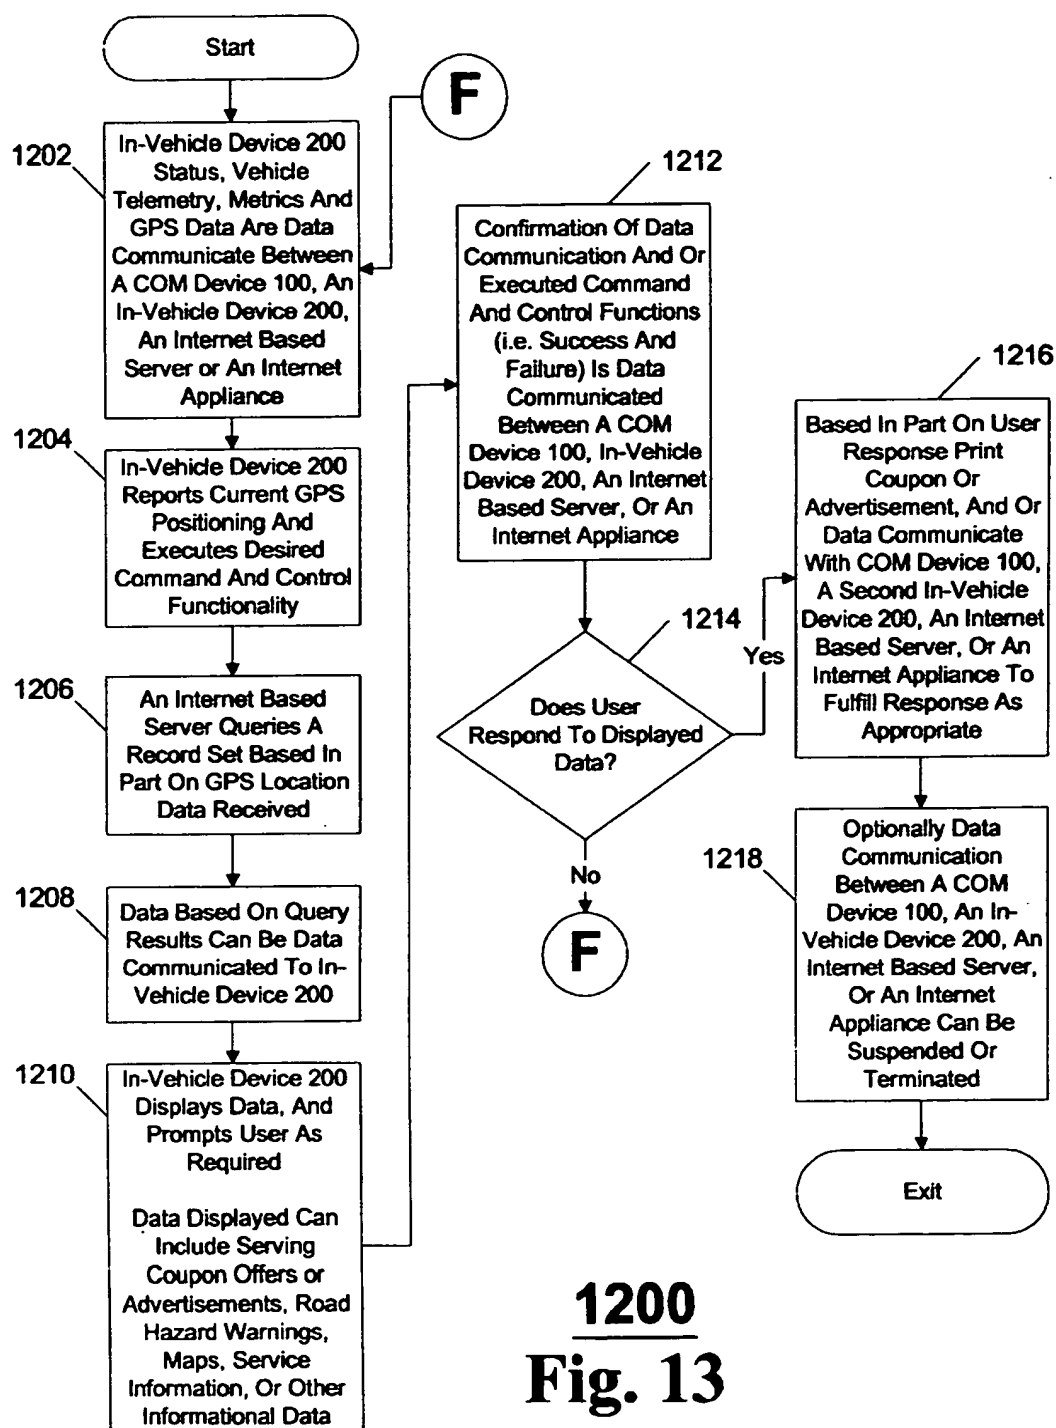 Start
F
1202
In-Vehicle Device 200
Status, Vehicle
Telemetry, Metrics And
GPS Data Are Data
Communicate Between
A COM Device 100, An
In-Vehicle Device 200,
An Internet Based
Server or An Internet
Appliance
1204
In-Vehicle Device 200
Reports Current GPS
Positioning And
Executes Desired
Command And Control
Functionality
1206
An Internet Based
Server Queries A
Record Set Based In
Part On GPS Location
Data Received
1208
Data Based On Query
Results Can Be Data
Communicated To In-
Vehicle Device 200
1210
In-Vehicle Device 200
Displays Data, And
Prompts User As
Required
Data Displayed Can
Include Serving
Coupon Offers or
Advertisements, Road
Hazard Warnings,
Maps, Service
Information, Or Other
Informational Data
1212
Confirmation Of Data
Communication And Or
Executed Command
And Control Functions
(i.e. Success And
Failure) Is Data
Communicated
Between A COM
Device 100, In-Vehicle
Device 200, An Internet
Based Server, Or An
Internet Appliance
1214
Does User
Respond To Displayed
Data?
Yes
No
F
1216
Based In Part On User
Response Print
Coupon Or
Advertisement, And Or
Data Communicate
With COM Device 100,
A Second In-Vehicle
Device 200, An Internet
Based Server, Or An
Internet Appliance To
Fulfill Response As
Appropriate
1218
Optionally Data
Communication
Between A COM
Device 100, An In-
Vehicle Device 200, An
Internet Based Server,
Or An Internet
Appliance Can Be
Suspended Or
Terminated
Exit
1200
Fig. 13